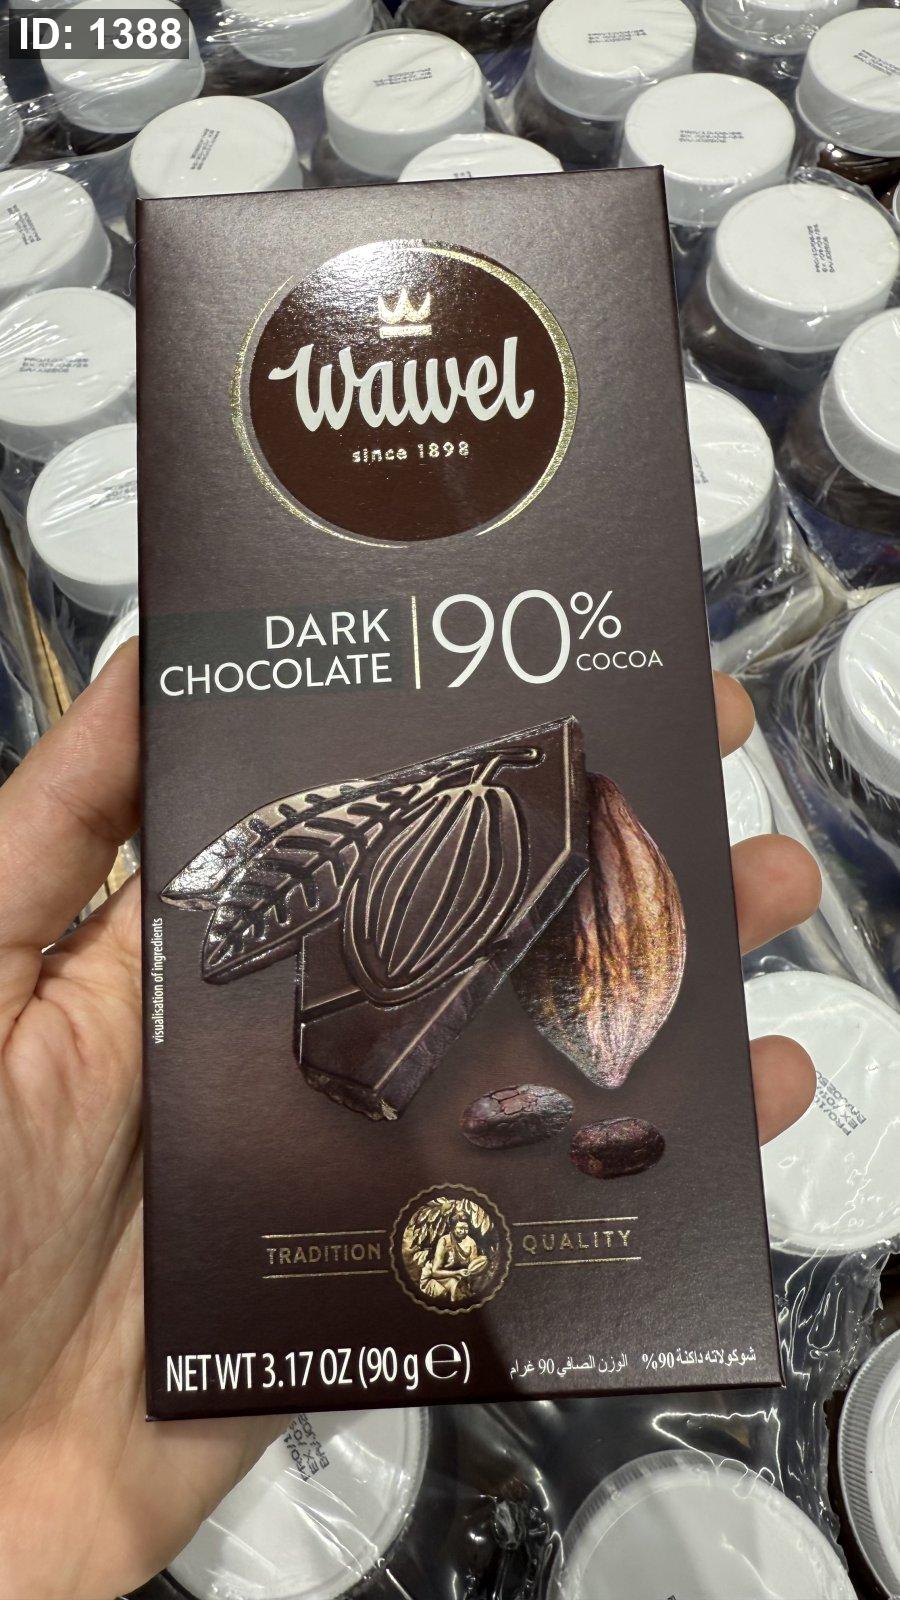 ID: 1388
Wawel
since 1898
DARK
CHOCOLATE
90%
COCOA
visualisation of ingredients
TRADITION
QUALITY
NET WT 3.17 OZ (90 g ℮)
شوكولاته داكنة 90% الوزن الصافي 90 غرام